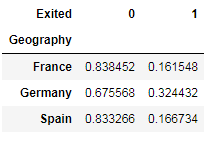 Exited 0 1
Geography
France 0.838452 0.161548
Germany 0.675568 0.324432
Spain 0.833266 0.166734